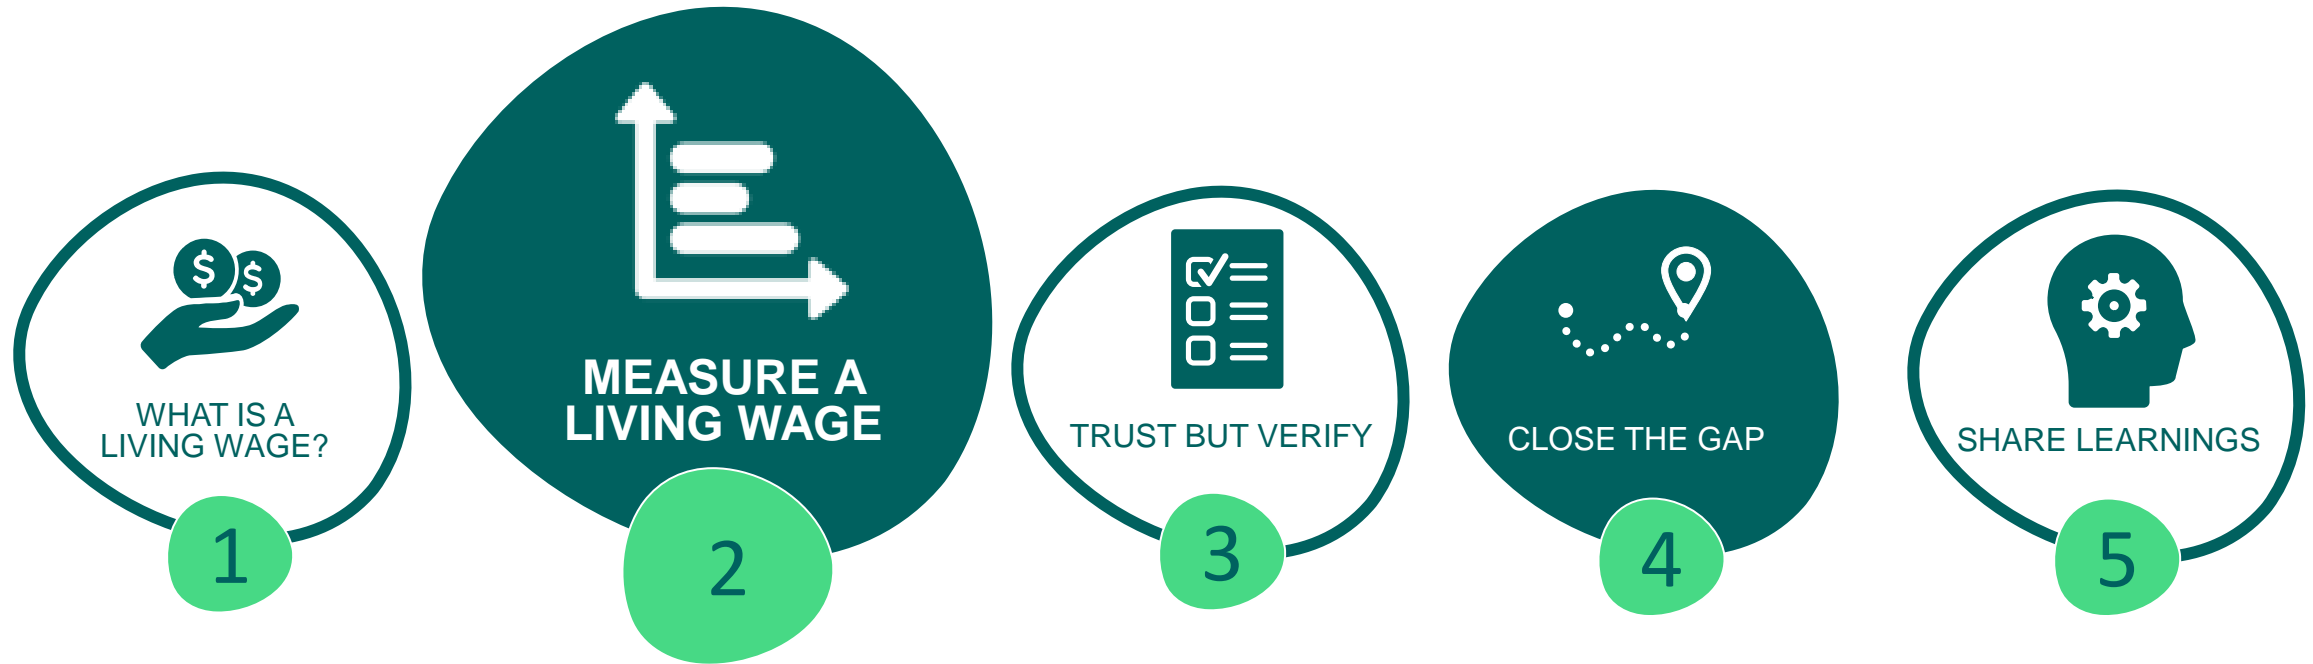 WHAT IS A
LIVING WAGE?
1
MEASURE A
LIVING WAGE
2
TRUST BUT VERIFY
3
CLOSE THE GAP
4
SHARE LEARNINGS
5
$
$